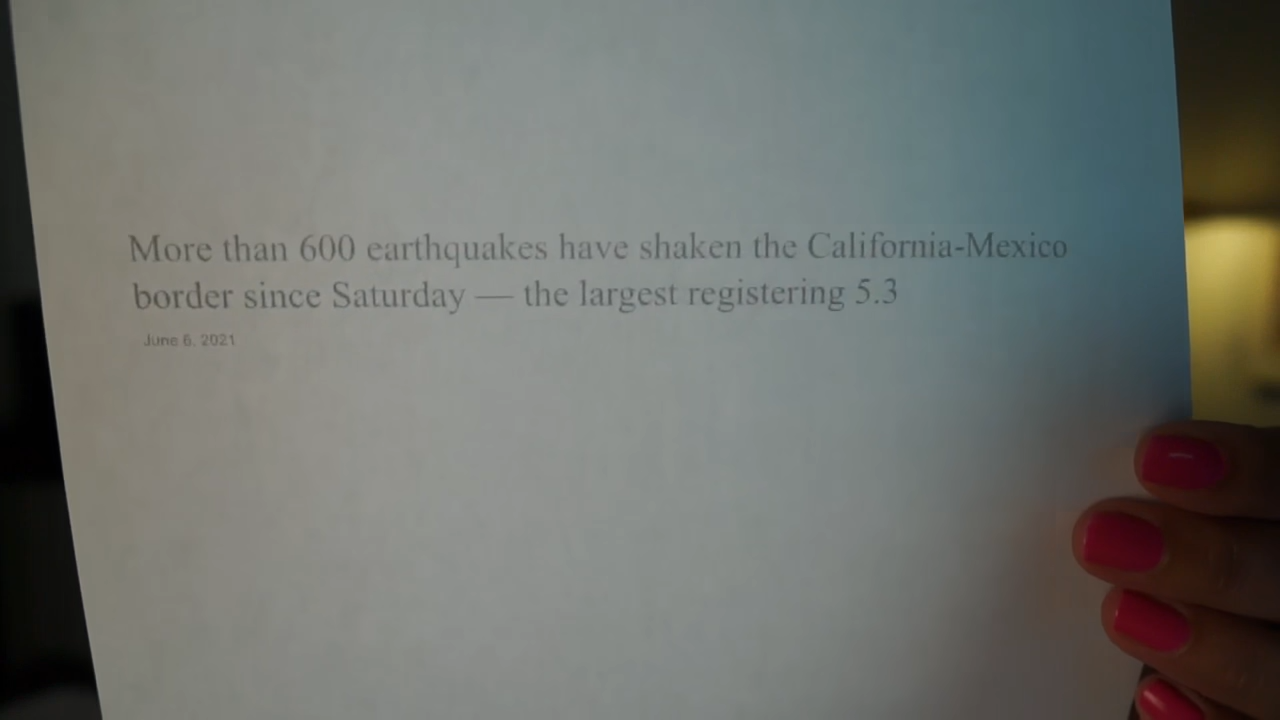 More than 600 earthquakes have shaken the California-Mexico
border since Saturday — the largest registering 5.3
June 6, 2021